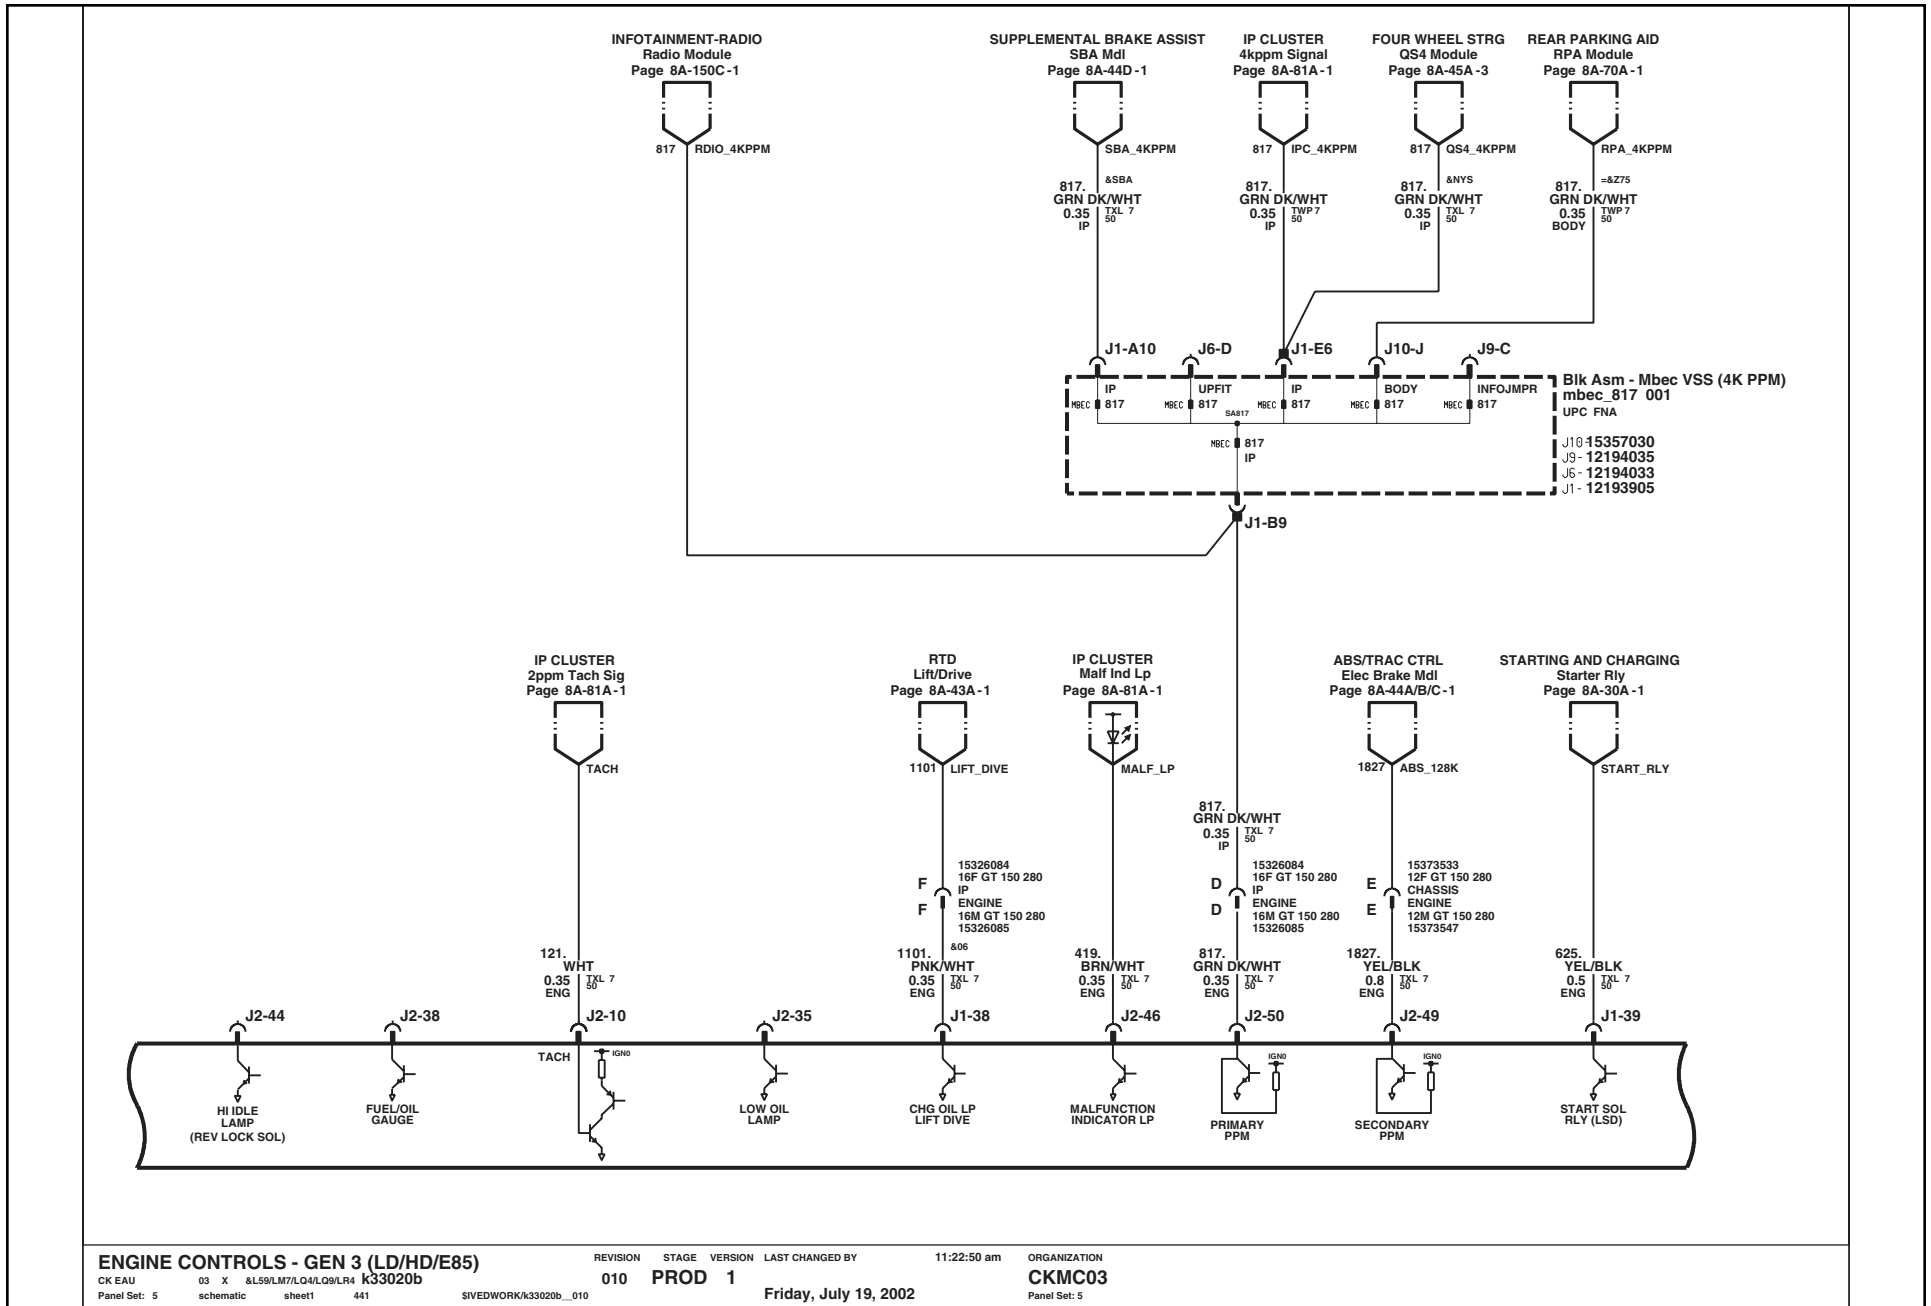 INFOTAINMENT-RADIO
Radio Module
Page 8A-150C-1
SUPPLEMENTAL BRAKE ASSIST
SBA Mdl
Page 8A-44D-1
IP CLUSTER
4kppm Signal
Page 8A-81A-1
FOUR WHEEL STRG
QS4 Module
Page 8A-45A-3
REAR PARKING AID
RPA Module
Page 8A-70A-1
817 RDIO_4KPPM
SBA_4KPPM
817 IPC_4KPPM
817 QS4_4KPPM
RPA_4KPPM
817. &SBA
GRN DK/WHT
0.35 TXL 7
50
IP
817.
GRN DK/WHT
0.35 TWP 7
50
IP
817. &NYS
GRN DK/WHT
0.35 TXL 7
50
IP
817. =&Z75
GRN DK/WHT
0.35 TWP 7
50
BODY
J1-A10
J6-D
J1-E6
J10-J
J9-C
IP
MBEC 817
UPFIT
MBEC 817
IP
MBEC 817
BODY
MBEC 817
INFOJMPR
MBEC 817
SA817
MBEC 817
IP
Blk Asm - Mbec VSS (4K PPM)
mbec_817 001
UPC FNA
J10-15357030
J9- 12194035
J6- 12194033
J1- 12193905
J1-B9
IP CLUSTER
2ppm Tach Sig
Page 8A-81A-1
RTD
Lift/Drive
Page 8A-43A-1
IP CLUSTER
Malf Ind Lp
Page 8A-81A-1
ABS/TRAC CTRL
Elec Brake Mdl
Page 8A-44A/B/C-1
STARTING AND CHARGING
Starter Rly
Page 8A-30A-1
TACH
1101 LIFT_DIVE
MALF_LP
1827 ABS_128K
START_RLY
817.
GRN DK/WHT
0.35 TXL 7
50
IP
F
F
15326084
16F GT 150 280
IP
ENGINE
16M GT 150 280
15326085
D
D
15326084
16F GT 150 280
IP
ENGINE
16M GT 150 280
15326085
E
E
15373533
12F GT 150 280
CHASSIS
ENGINE
12M GT 150 280
15373547
121.
WHT
0.35 TXL 7
50
ENG
1101. &06
PNK/WHT
0.35 TXL 7
50
ENG
419.
BRN/WHT
0.35 TXL 7
50
ENG
817.
GRN DK/WHT
0.35 TXL 7
50
ENG
1827.
YEL/BLK
0.8 TXL 7
50
ENG
625.
YEL/BLK
0.5 TXL 7
50
ENG
J2-44
J2-38
J2-10
J2-35
J1-38
J2-46
J2-50
J2-49
J1-39
TACH
IGN0
IGN0
IGN0
HI IDLE
LAMP
(REV LOCK SOL)
FUEL/OIL
GAUGE
LOW OIL
LAMP
CHG OIL LP
LIFT DIVE
MALFUNCTION
INDICATOR LP
PRIMARY
PPM
SECONDARY
PPM
START SOL
RLY (LSD)
ENGINE CONTROLS - GEN 3 (LD/HD/E85)
CK EAU 03 X &L59/LM7/LQ4/LQ9/LR4 k33020b
Panel Set: 5 schematic sheet1 441 $IVEDWORK/k33020b__010
REVISION STAGE VERSION LAST CHANGED BY 11:22:50 am
010 PROD 1
Friday, July 19, 2002
ORGANIZATION
CKMC03
Panel Set: 5